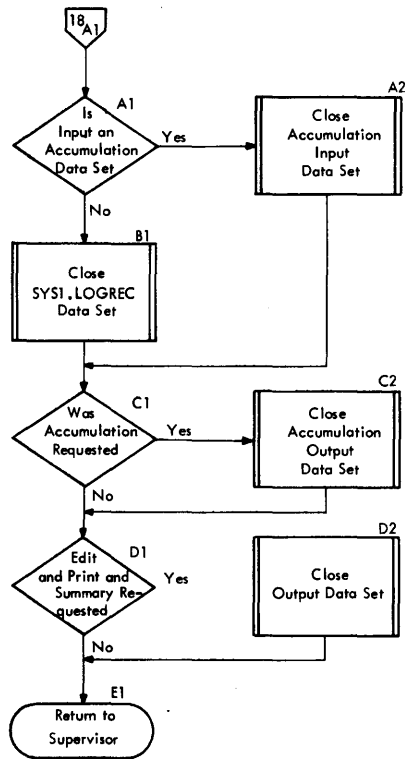 18
A1
A1
Is
Input an
Accumulation
Data Set
Yes
No
A2
Close
Accumulation
Input
Data Set
B1
Close
SYS1.LOGREC
Data Set
C1
Was
Accumulation
Requested
Yes
No
C2
Close
Accumulation
Output
Data Set
D1
Edit
and Print and
Summary Re-
quested
Yes
No
D2
Close
Output Data Set
E1
Return to
Supervisor